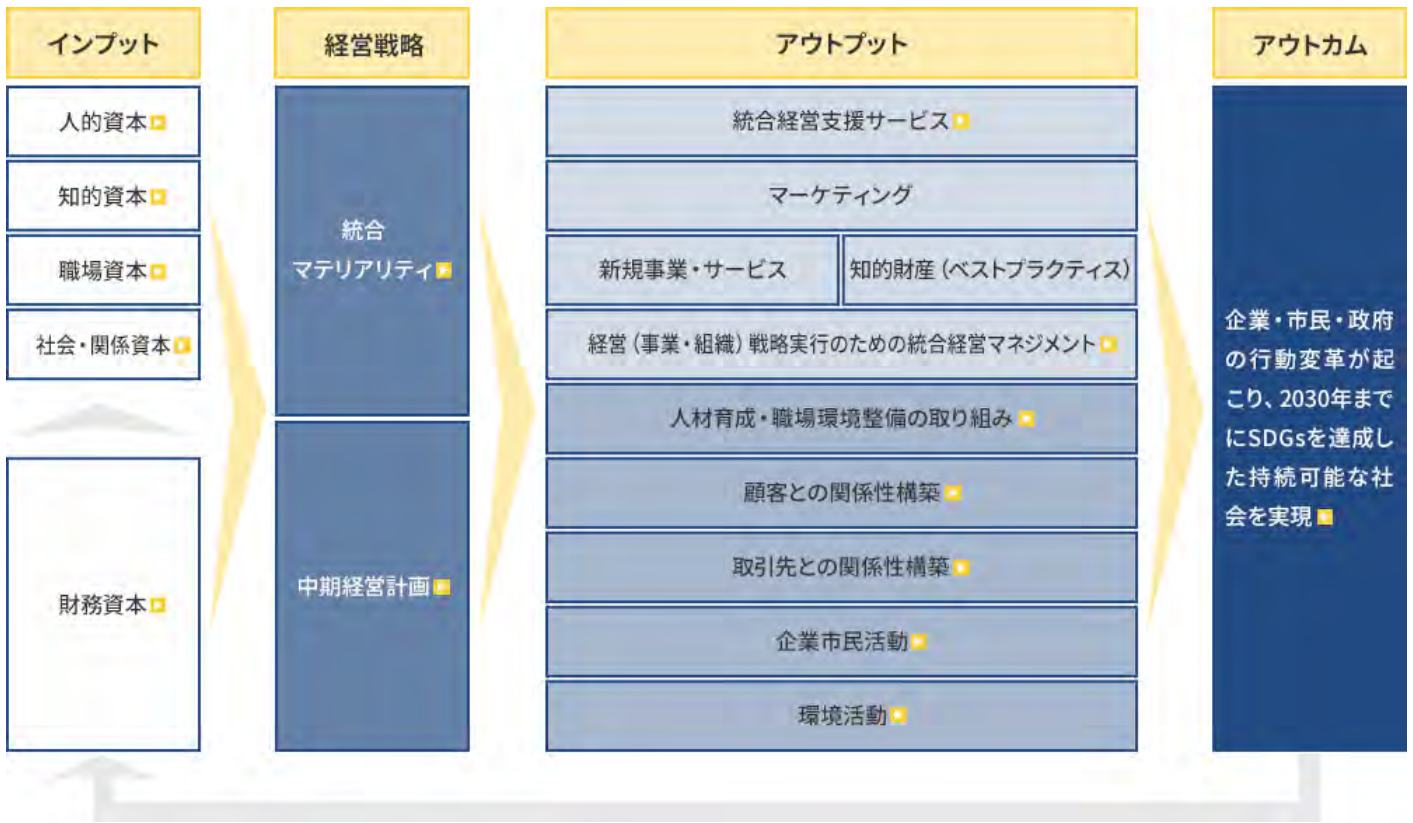 インプット
人的資本
知的資本
職場資本
社会・関係資本
財務資本
経営戦略
統合
マテリアリティ
中期経営計画
アウトプット
統合経営支援サービス
マーケティング
新規事業・サービス
知的財産（ベストプラクティス）
経営（事業・組織）戦略実行のための統合経営マネジメント
人材育成・職場環境整備の取り組み
顧客との関係性構築
取引先との関係性構築
企業市民活動
環境活動
アウトカム
企業・市民・政府
の行動変革が起
こり、2030年まで
にSDGsを達成し
た持続可能な社
会を実現